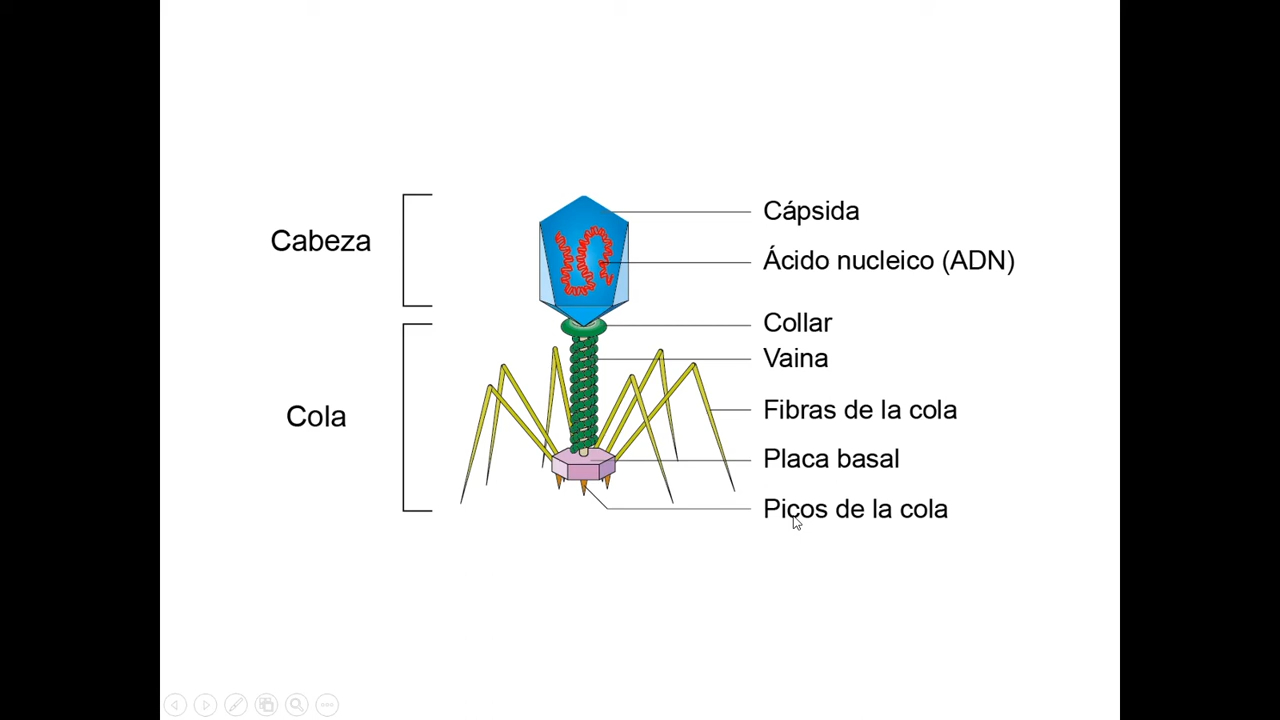 Cabeza
Cola
Cápsida
Ácido nucleico (ADN)
Collar
Vaina
Fibras de la cola
Placa basal
Picos de la cola